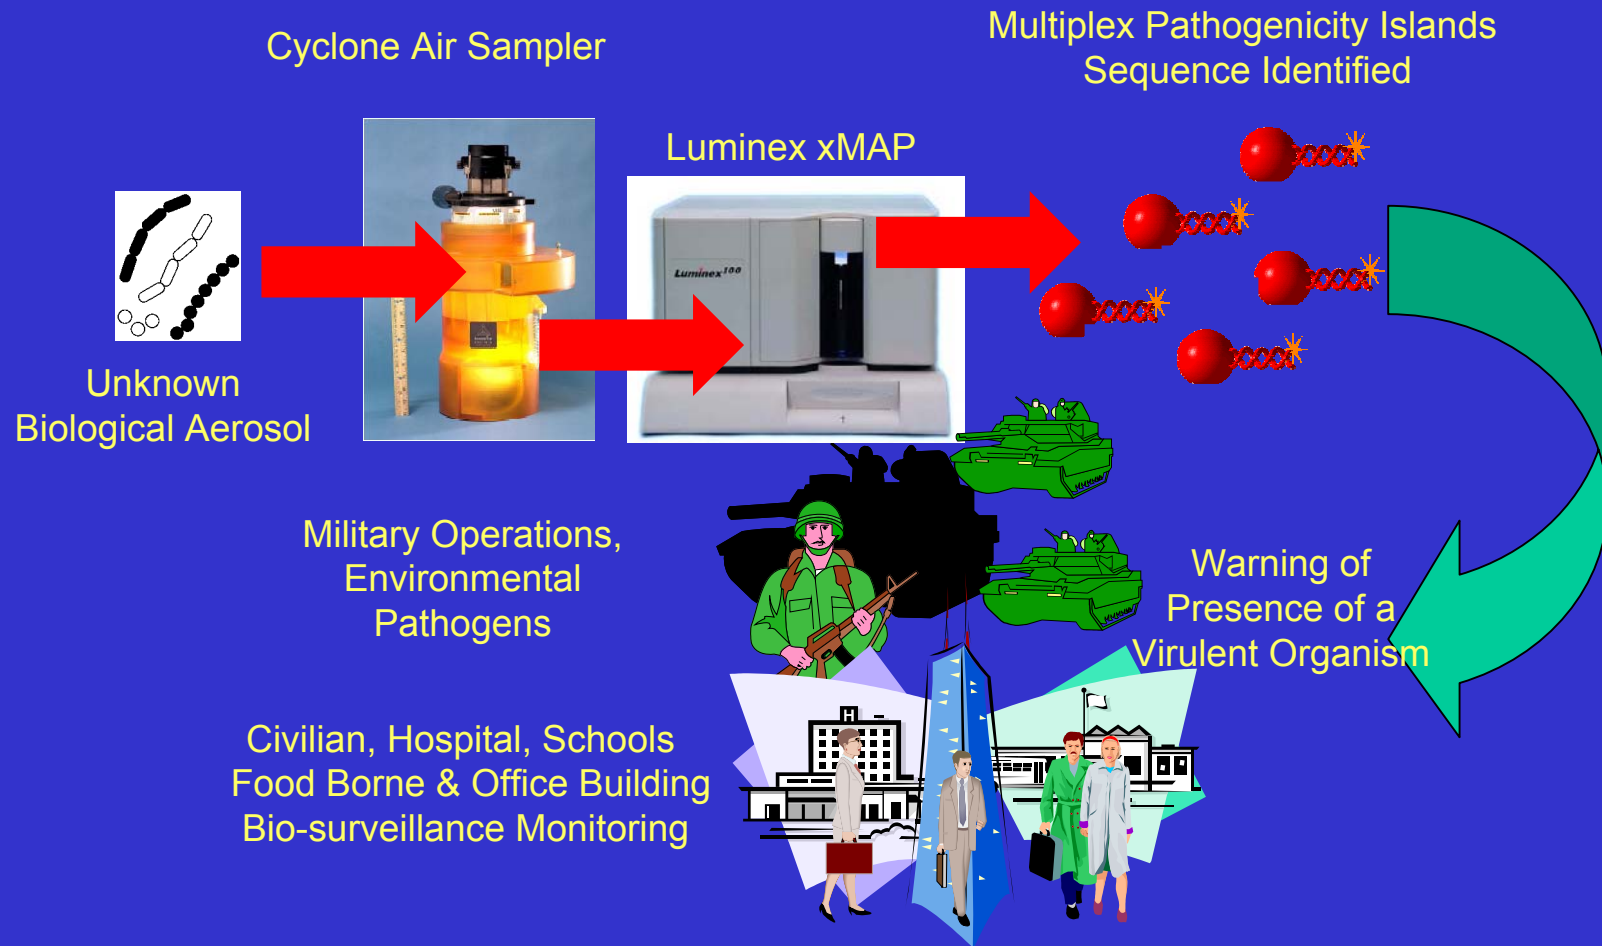 Cyclone Air Sampler
Multiplex Pathogenicity Islands
Sequence Identified
Luminex xMAP
Luminex 100
Unknown
Biological Aerosol
Military Operations,
Environmental
Pathogens
Warning of
Presence of a
Virulent Organism
H
Civilian, Hospital, Schools
Food Borne & Office Building
Bio-surveillance Monitoring